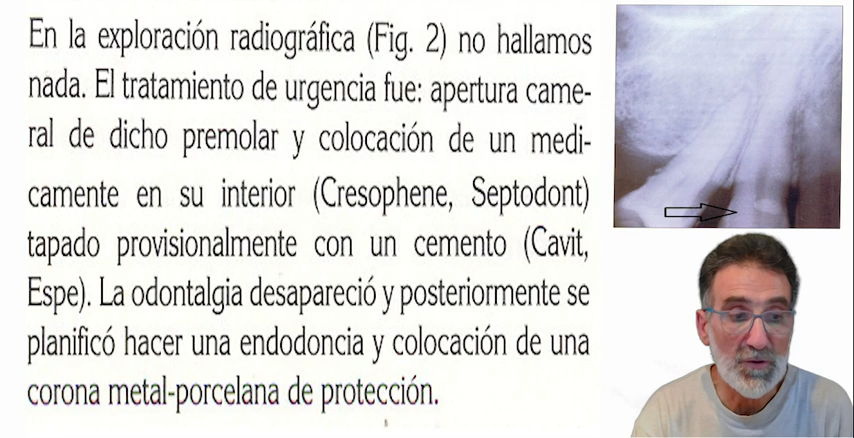 En la exploración radiográfica (Fig. 2) no hallamos
nada. El tratamiento de urgencia fue: apertura came-
ral de dicho premolar y colocación de un medi-
camente en su interior (Cresophene, Septodont)
tapado provisionalmente con un cemento (Cavit,
Espe). La odontalgia desapareció y posteriormente se
planificó hacer una endodoncia y colocación de una
corona metal-porcelana de protección.